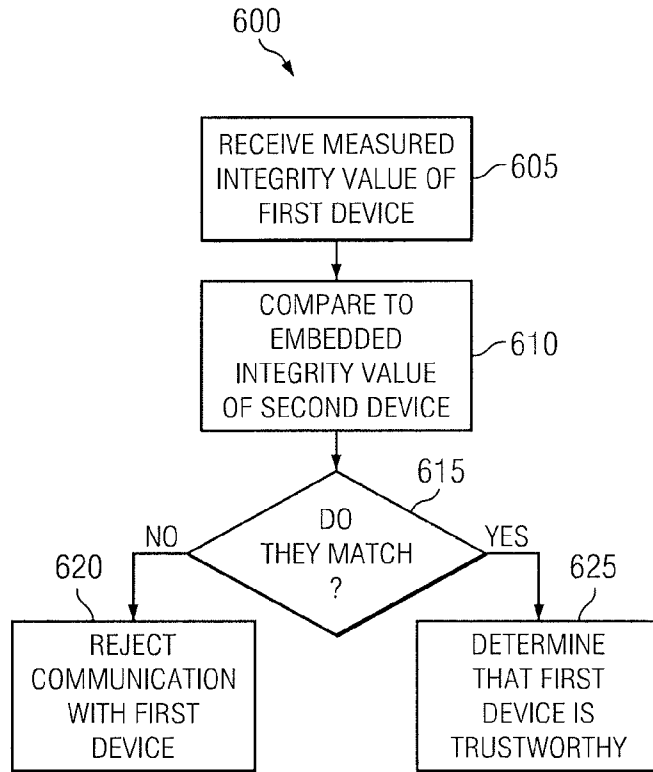 600
RECEIVE MEASURED
INTEGRITY VALUE OF
FIRST DEVICE
605
COMPARE TO
EMBEDDED
INTEGRITY VALUE
OF SECOND DEVICE
610
615
DO
THEY MATCH
?
NO
YES
620
REJECT
COMMUNICATION
WITH FIRST
DEVICE
625
DETERMINE
THAT FIRST
DEVICE IS
TRUSTWORTHY